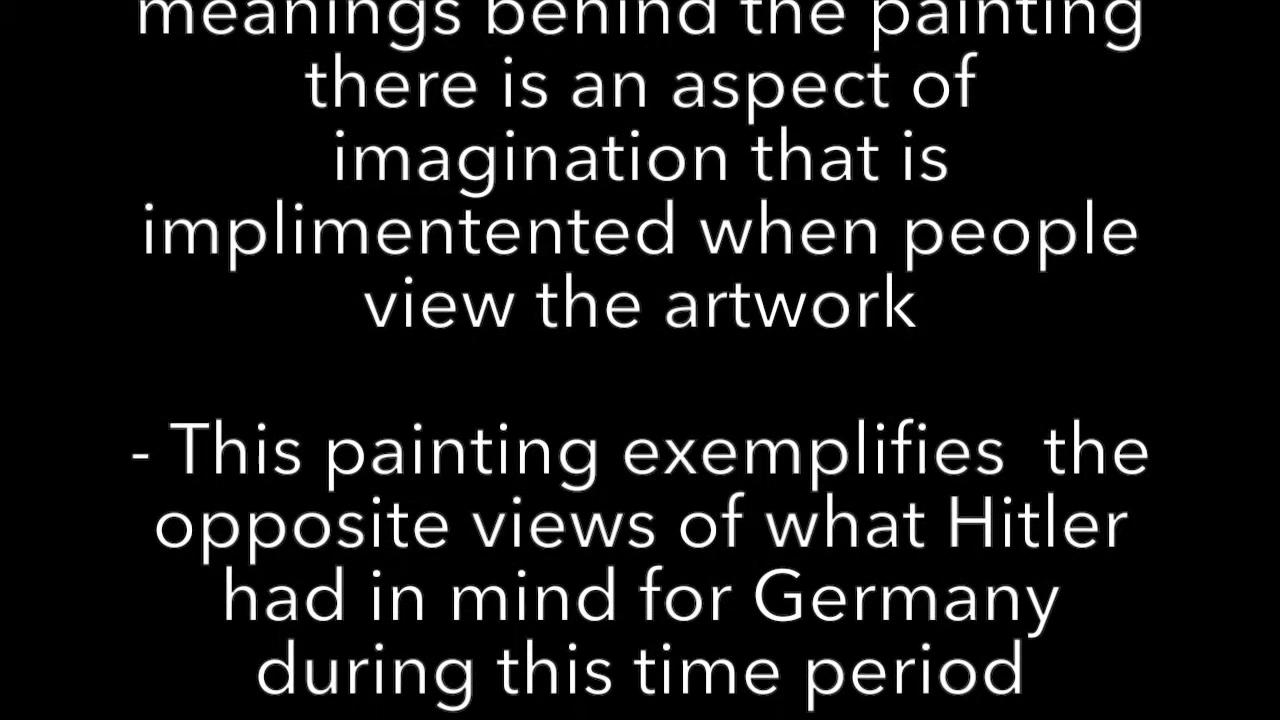 meanings behind the painting
there is an aspect of
imagination that is
implimentented when people
view the artwork
- This painting exemplifies  the
opposite views of what Hitler
had in mind for Germany
during this time period